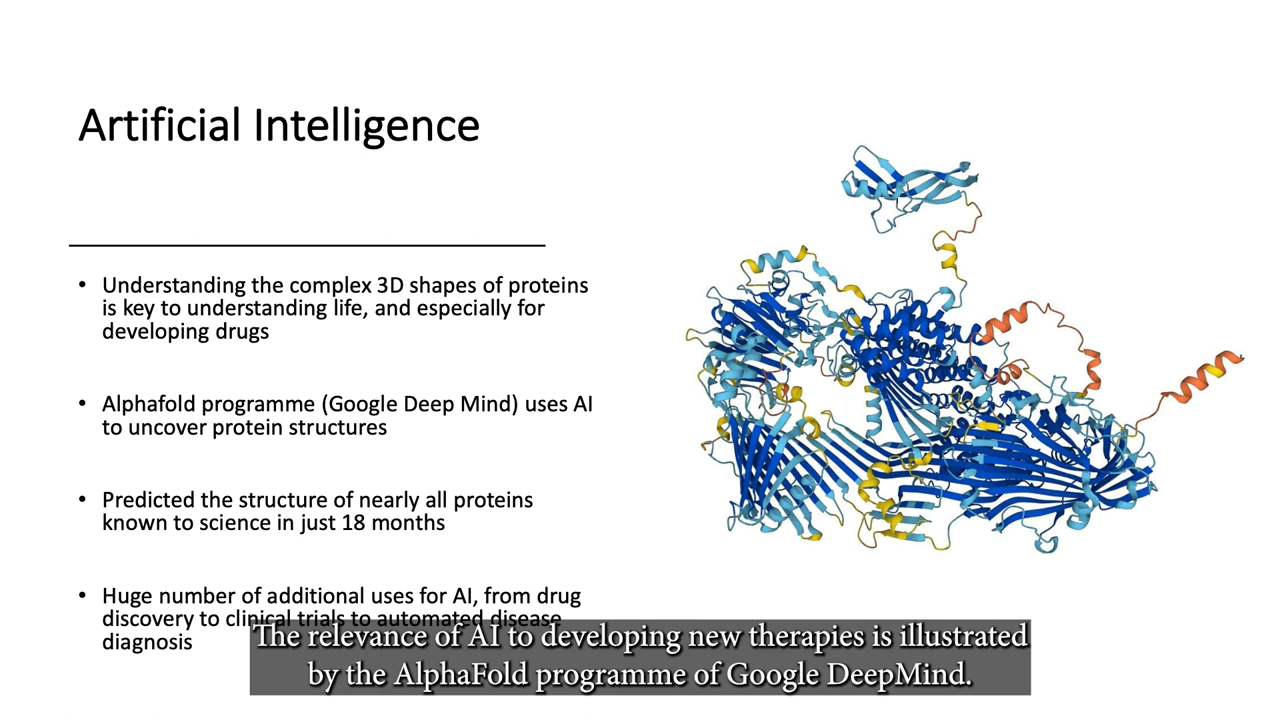 Artificial Intelligence
• Understanding the complex 3D shapes of proteins
is key to understanding life, and especially for
developing drugs
• Alphafold programme (Google Deep Mind) uses AI
to uncover protein structures
• Predicted the structure of nearly all proteins
known to science in just 18 months
• Huge number of additional uses for AI, from drug
discovery to clinical trials to automated disease
diagnosis
The relevance of AI to developing new therapies is illustrated
by the AlphaFold programme of Google DeepMind.